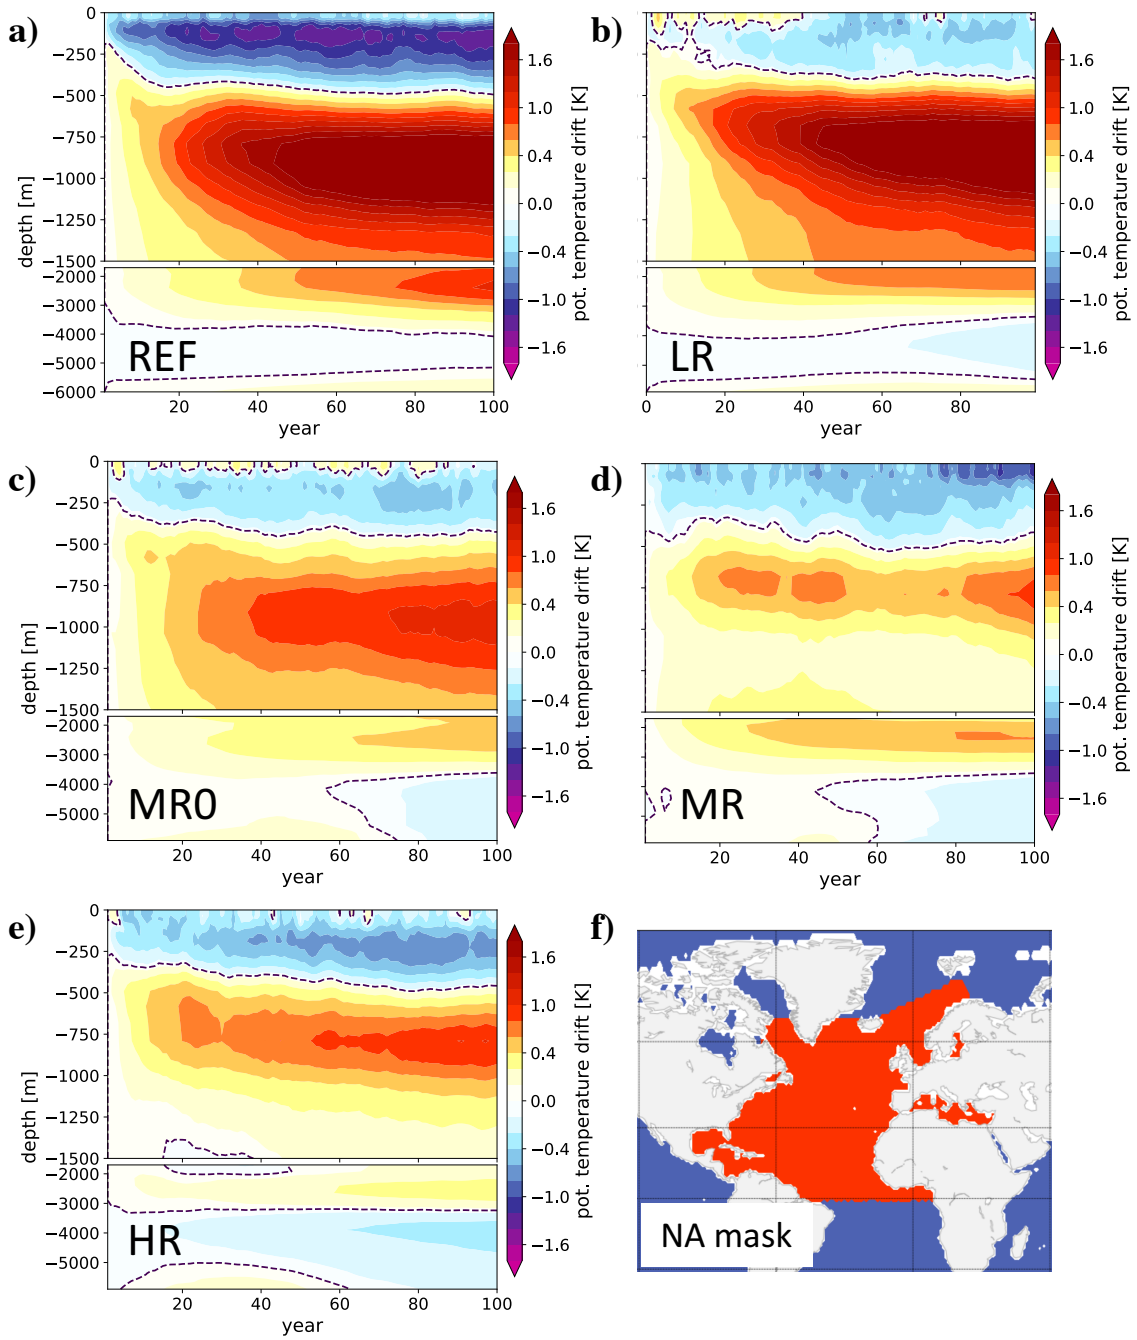 a)
0
−250
−500
−750
−1000
−1250
−1500
−2000
−3000
−4000
−5000
−6000
depth [m]
REF
20 40 60 80 100
year
1.6
1.0
0.4
0.0
−0.4
−1.0
−1.6
pot. temperature drift [K]
b)
LR
0 20 40 60 80
year
1.6
1.0
0.4
0.0
−0.4
−1.0
−1.6
pot. temperature drift [K]
c)
0
−250
−500
−750
−1000
−1250
−1500
−2000
−3000
−4000
−5000
depth [m]
MR0
20 40 60 80 100
year
1.6
1.0
0.4
0.0
−0.4
−1.0
−1.6
pot. temperature drift [K]
d)
MR
20 40 60 80 100
year
1.6
1.0
0.4
0.0
−0.4
−1.0
−1.6
pot. temperature drift [K]
e)
0
−250
−500
−750
−1000
−1250
−1500
−2000
−3000
−4000
−5000
depth [m]
HR
20 40 60 80 100
year
1.6
1.0
0.4
0.0
−0.4
−1.0
−1.6
pot. temperature drift [K]
f)
NA mask